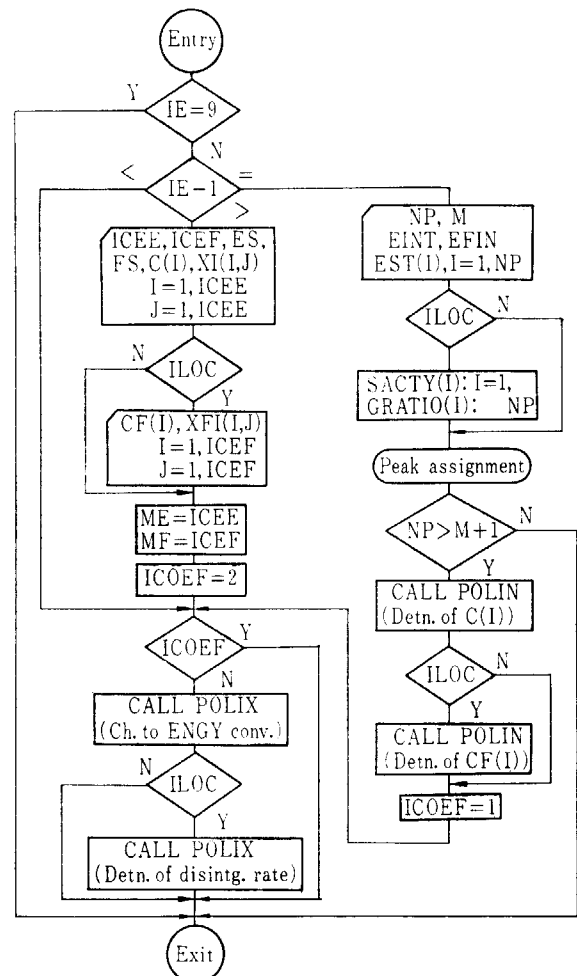 Entry
Y
IE=9
N
<
IE-1
=
>
ICEE, ICEF, ES,
FS, C(I), XI(I,J)
I=1, ICEE
J=1, ICEE
N
ILOC
Y
CF(I), XFI(I,J)
I=1, ICEF
J=1, ICEF
ME=ICEE
MF=ICEF
ICOEF=2
ICOEF
Y
N
CALL POLIX
(Ch. to ENGY conv.)
N
ILOC
Y
CALL POLIX
(Detn. of disintg. rate)
Exit
NP, M
EINT, EFIN
EST(I), I=1, NP
N
ILOC
SACTY(I): I=1,
GRATIO(I): NP
Peak assignment
NP>M+1
N
Y
CALL POLIN
(Detn. of C(I))
ILOC
N
Y
CALL POLIN
(Detn. of CF(I))
ICOEF=1